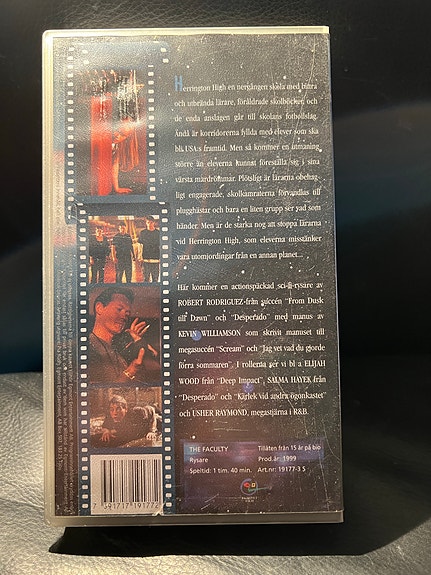 Herrington High en nergången skola med bittra
och utbrända lärare, föråldrade skolböcker, och
de enda anslagen går till skolans fotbollslag.
Ändå är korridorerna fyllda med elever som ska
bli USA:s framtid. Men så kommer en utmaning
större än eleverna kunnat föreställa sig i sina
värsta mardrömmar. Plötsligt är lärarna obehag-
ligt engagerade, skolkamraterna förvandlas till
plugghästar och bara en liten grupp ser vad som
händer. Men är de starka nog att stoppa lärarna
vid Herrington High, som eleverna misstänker
vara utomjordingar från en annan planet...
Här kommer en actionspäckad sci-fi-rysare av
ROBERT RODRIGUEZ från succén "From Dusk
till Dawn" och "Desperado" med manus av
KEVIN WILLIAMSON som skrivit manuset till
megasuccén "Scream" och "Jag vet vad du gjorde
förra sommaren". I rollerna ser vi bl a ELIJAH
WOOD från "Deep Impact", SALMA HAYEK från
"Desperado" och "Kärlek vid andra ögonkastet"
och USHER RAYMOND, megastjärna i R&B.
THE FACULTY
Rysare
Speltid: 1 tim. 40 min.
Tillåten från 15 år på bio
Prod.år: 1999
Art.nr: 19177-3 S
7 391717 191772